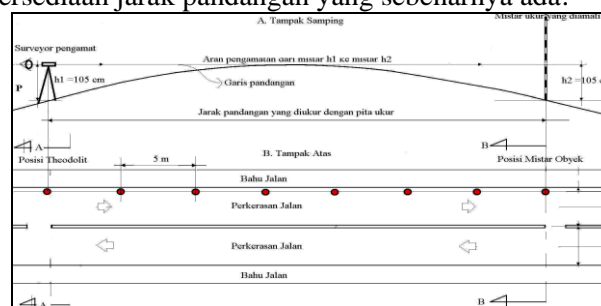 ersediaan jarak pandangan yang sebenarnya ada.
A. Tampak Samping
Mistar ukur yang diamati
Surveyor pengamat
Arah pengamatan dari mistar h1 ke mistar h2
h1 =105 cm
h2 =105 c
P
Garis pandangan
Jarak pandangan yang diukur dengan pita ukur
A
B
Posisi Theodolit
5 m
B. Tampak Atas
Posisi Mistar Obyek
Bahu Jalan
Perkerasan Jalan
Perkerasan Jalan
Bahu Jalan
A
B